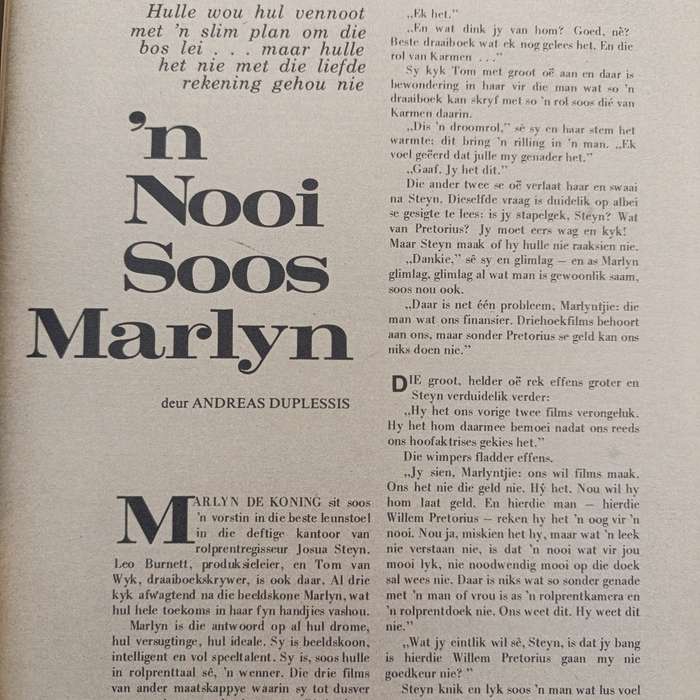 Hulle wou hul vennoot
met 'n slim plan om die
bos lei . . . maar hulle
het nie met die liefde
rekening gehou nie
'n
Nooi
Soos
Marlyn
deur ANDREAS DUPLESSIS
MARLYN DE KONING sit soos
'n vorstin in die beste leunstoel
in die deftige kantoor van
rolprentregisseur Josua Steyn.
Leo Burnett, produksieleier, en Tom van
Wyk, draaiboekskrywer, is ook daar. Al drie
kyk afwagtend na die beeldskone Marlyn, wat
hul hele toekoms in haar fyn handjies vashou.
Marlyn is die antwoord op al hul drome,
hul versugtinge, hul ideale. Sy is beeldskoon,
intelligent en vol speeltalent. Sy is, soos hulle
in rolprenttaal sê, 'n wenner. Die drie films
van ander maatskappye waarin sy tot dusver
„Ek het."
„En wat dink jy van hom? Goed, nè?
Beste draaiboek wat ek nog gelees het. En die
rol van Karmen . . ."
Sy kyk Tom met groot oë aan en daar is
bewondering in haar vir die man wat so 'n
draaiboek kan skryf met so 'n rol soos dié van
Karmen daarin.
„Dis 'n droomrol," sê sy en haar stem het
warmte: dit bring 'n rilling in 'n man. „Ek
voel geëerd dat julle my genader het."
„Gaaf. Jy het dit."
Die ander twee se oë verlaat haar en swaai
na Steyn. Dieselfde vraag is duidelik op albei
se gesigte te lees: is jy stapelgek, Steyn? Wat
van Pretorius? Jy moet eers wag en kyk!
Maar Steyn maak of hy hulle nie raaksien nie.
„Dankie," sê sy en glimlag — en as Marlyn
glimlag, glimlag al wat man is gewoonlik saam,
soos nou ook.
„Daar is net één probleem, Marlyntjie: die
man wat ons finansier. Driehoekfilms behoort
aan ons, maar sonder Pretorius se geld kan ons
niks doen nie."
DIE groot, helder oë rek effens groter en
Steyn verduidelik verder:
„Hy het ons vorige twee films verongeluk.
Hy het hom daarmee bemoei nadat ons reeds
ons hoofaktrises gekies het."
Die wimpers fladder effens.
„Jy sien, Marlyntjie: ons wil films maak.
Ons het nie die geld nie. Hý het. Nou wil hy
hom laat geld. En hierdie man — hierdie
Willem Pretorius — reken hy het 'n oog vir 'n
nooi. Nou ja, miskien het hy, maar wat 'n leek
nie verstaan nie, is dat 'n nooi wat vir jou
mooi lyk, nie noodwendig mooi op die doek
sal wees nie. Daar is niks wat so sonder genade
met 'n man of vrou is as 'n rolprentkamera en
'n rolprentdoek nie. Ons weet dit. Hy weet dit
nie."
„Wat jy eintlik wil sê, Steyn, is dat jy bang
is hierdie Willem Pretorius gaan my nie
goedkeur nie?"
Steyn knik en lyk soos 'n man wat lus voel